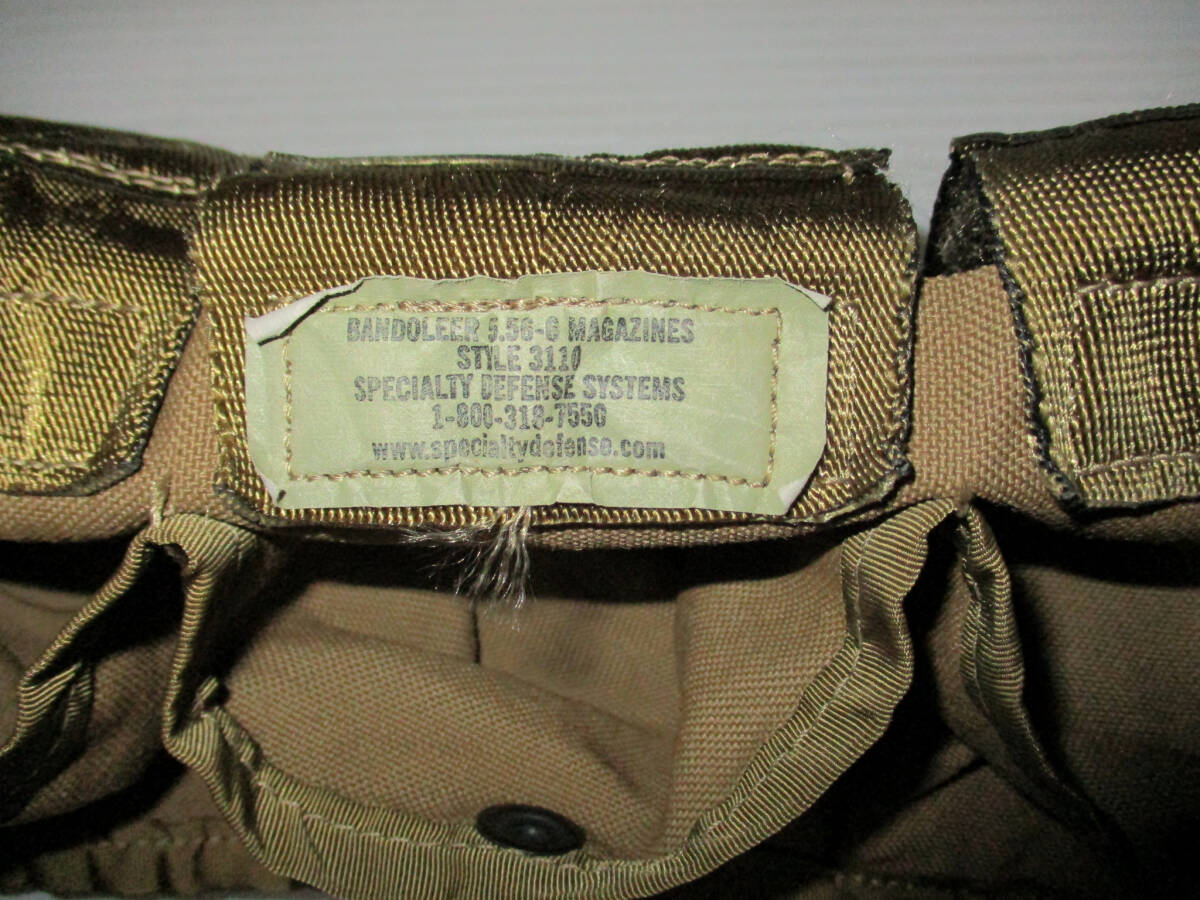 BANDOLEER 5.56-6 MAGAZINES
STYLE 3110
SPECIALTY DEFENSE SYSTEMS
1-800-318-7550
www.specialtydefense.com